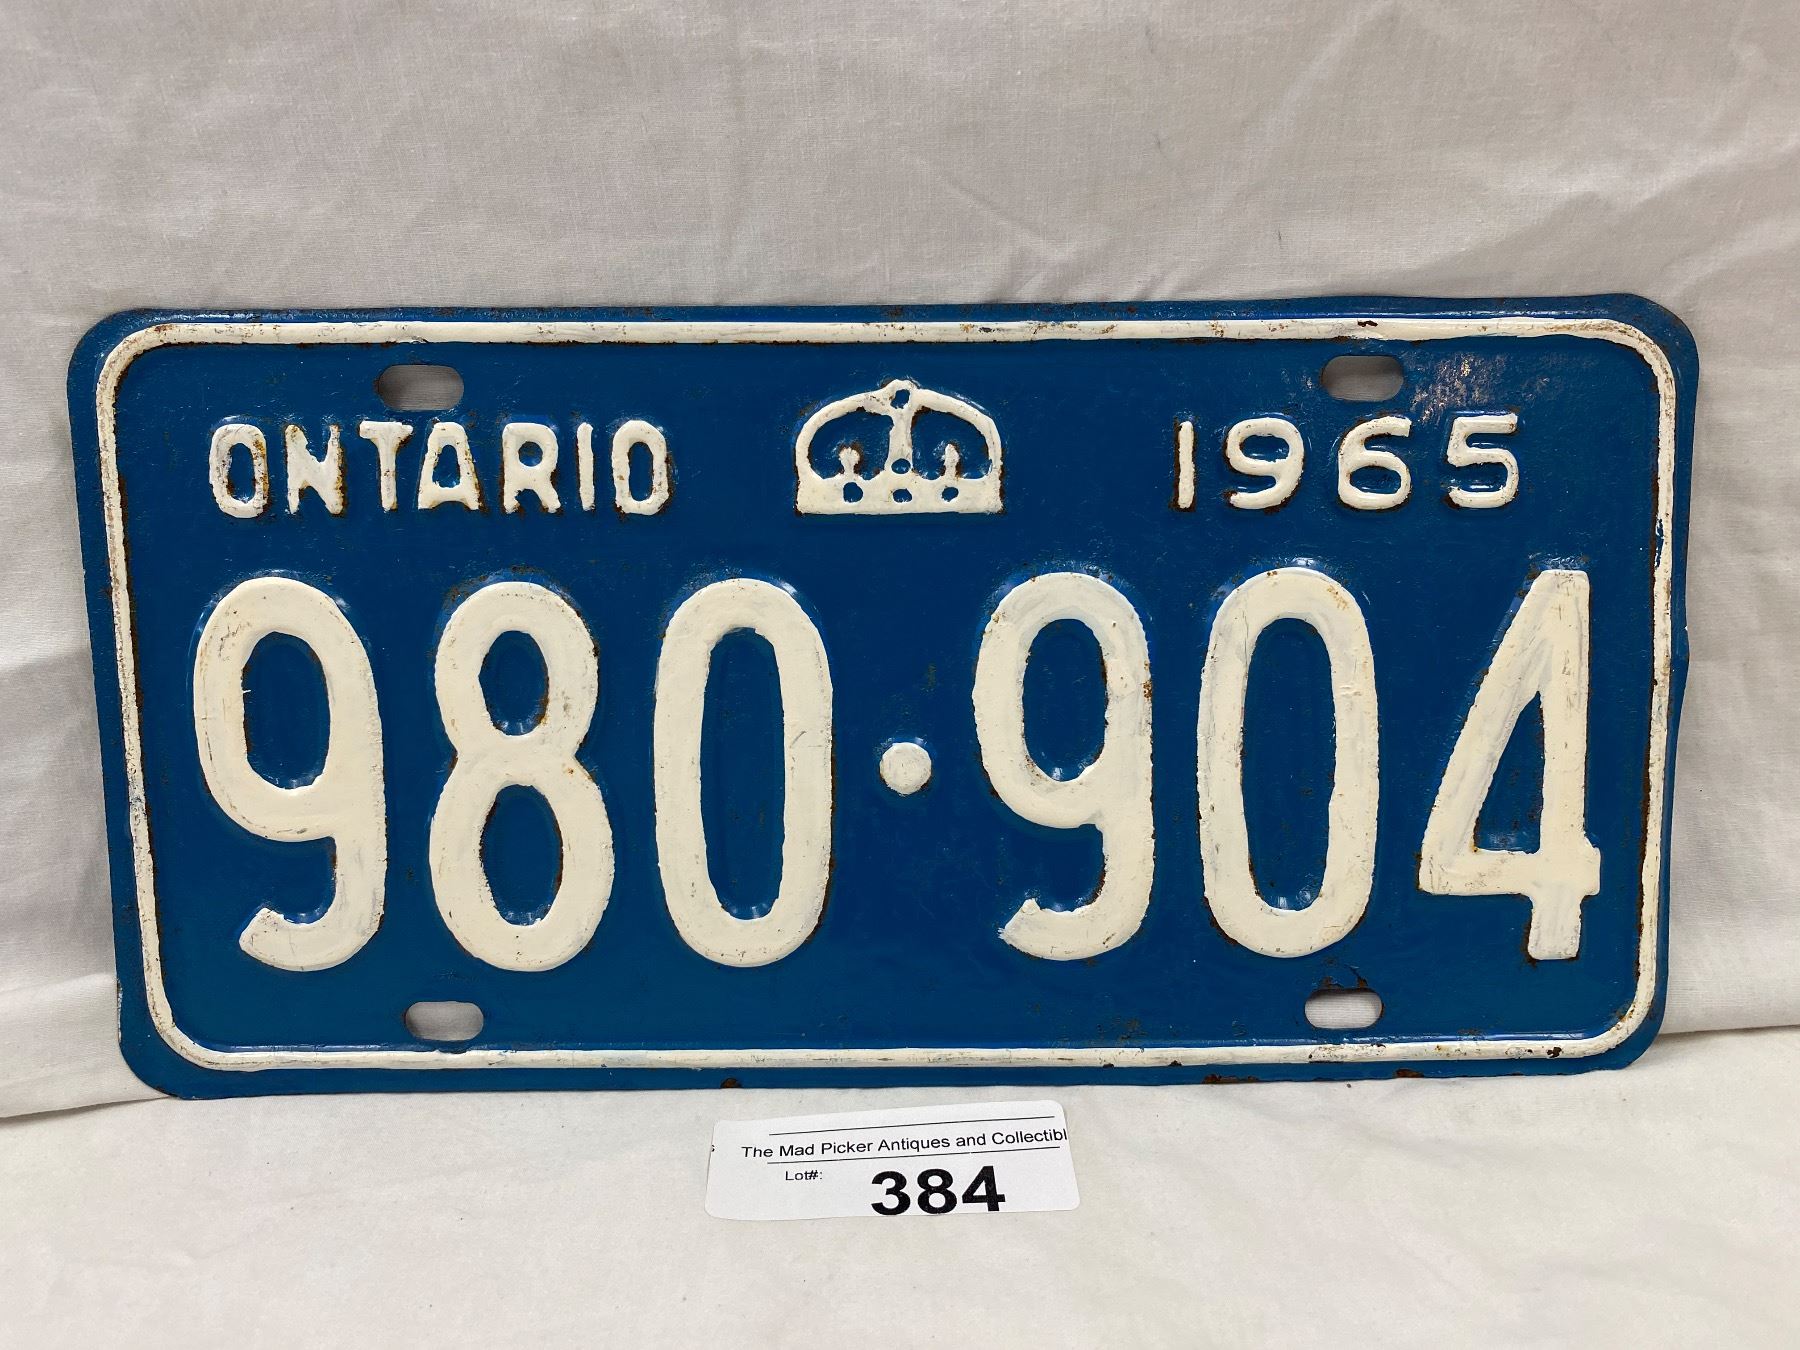 ONTARIO 1965
980·904
The Mad Picker Antiques and Collectibl
Lot#: 384